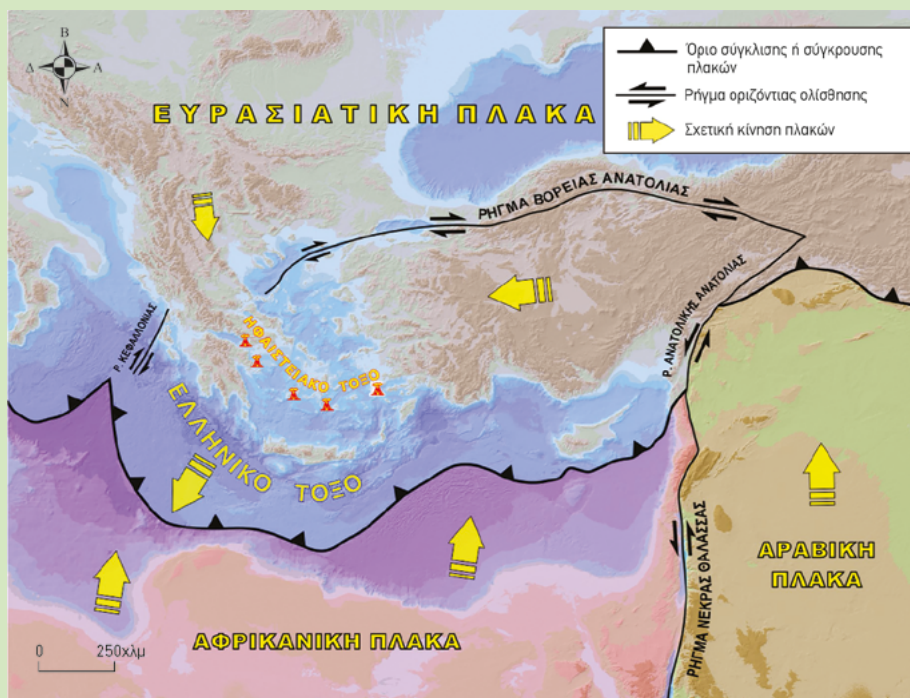 Β
Δ Α
Ν
Όριο σύγκλισης ή σύγκρουσης
πλακών
Ρήγμα οριζόντιας ολίσθησης
Σχετική κίνηση πλακών
ΕΥΡΑΣΙΑΤΙΚΗ ΠΛΑΚΑ
ΡΗΓΜΑ ΒΟΡΕΙΑΣ ΑΝΑΤΟΛΙΑΣ
Ρ. ΑΝΑΤΟΛΙΚΗΣ ΑΝΑΤΟΛΙΑΣ
Ρ. ΚΕΦΑΛΛΟΝΙΑΣ
ΗΦΑΙΣΤΕΙΑΚΟ ΤΟΞΟ
ΕΛΛΗΝΙΚΟ ΤΟΞΟ
ΡΗΓΜΑ ΝΕΚΡΑΣ ΘΑΛΑΣΣΑΣ
ΑΡΑΒΙΚΗ
ΠΛΑΚΑ
ΑΦΡΙΚΑΝΙΚΗ ΠΛΑΚΑ
0 250χλμ